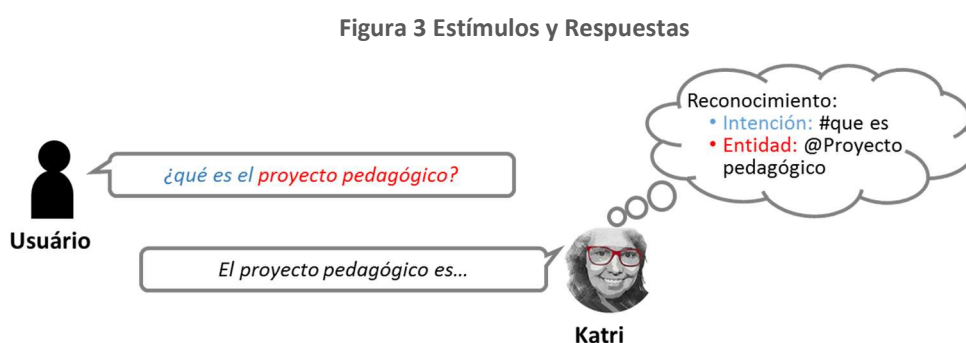 Figura 3 Estímulos y Respuestas
Reconocimiento:
• Intención: #que es
• Entidad: @Proyecto
pedagógico
¿qué es el proyecto pedagógico?
Usuário
El proyecto pedagógico es...
Katri